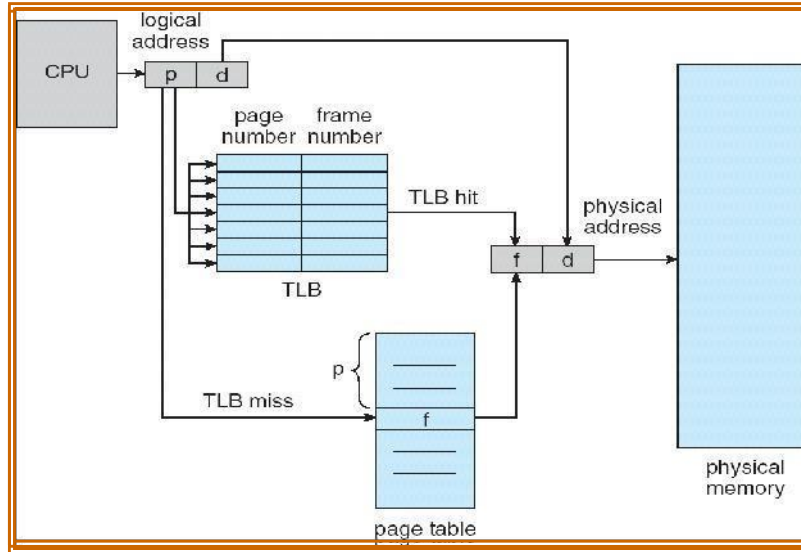 logical
address
CPU
p
d
page
number
frame
number
TLB hit
physical
address
f
d
TLB
p
TLB miss
f
physical
memory
page table